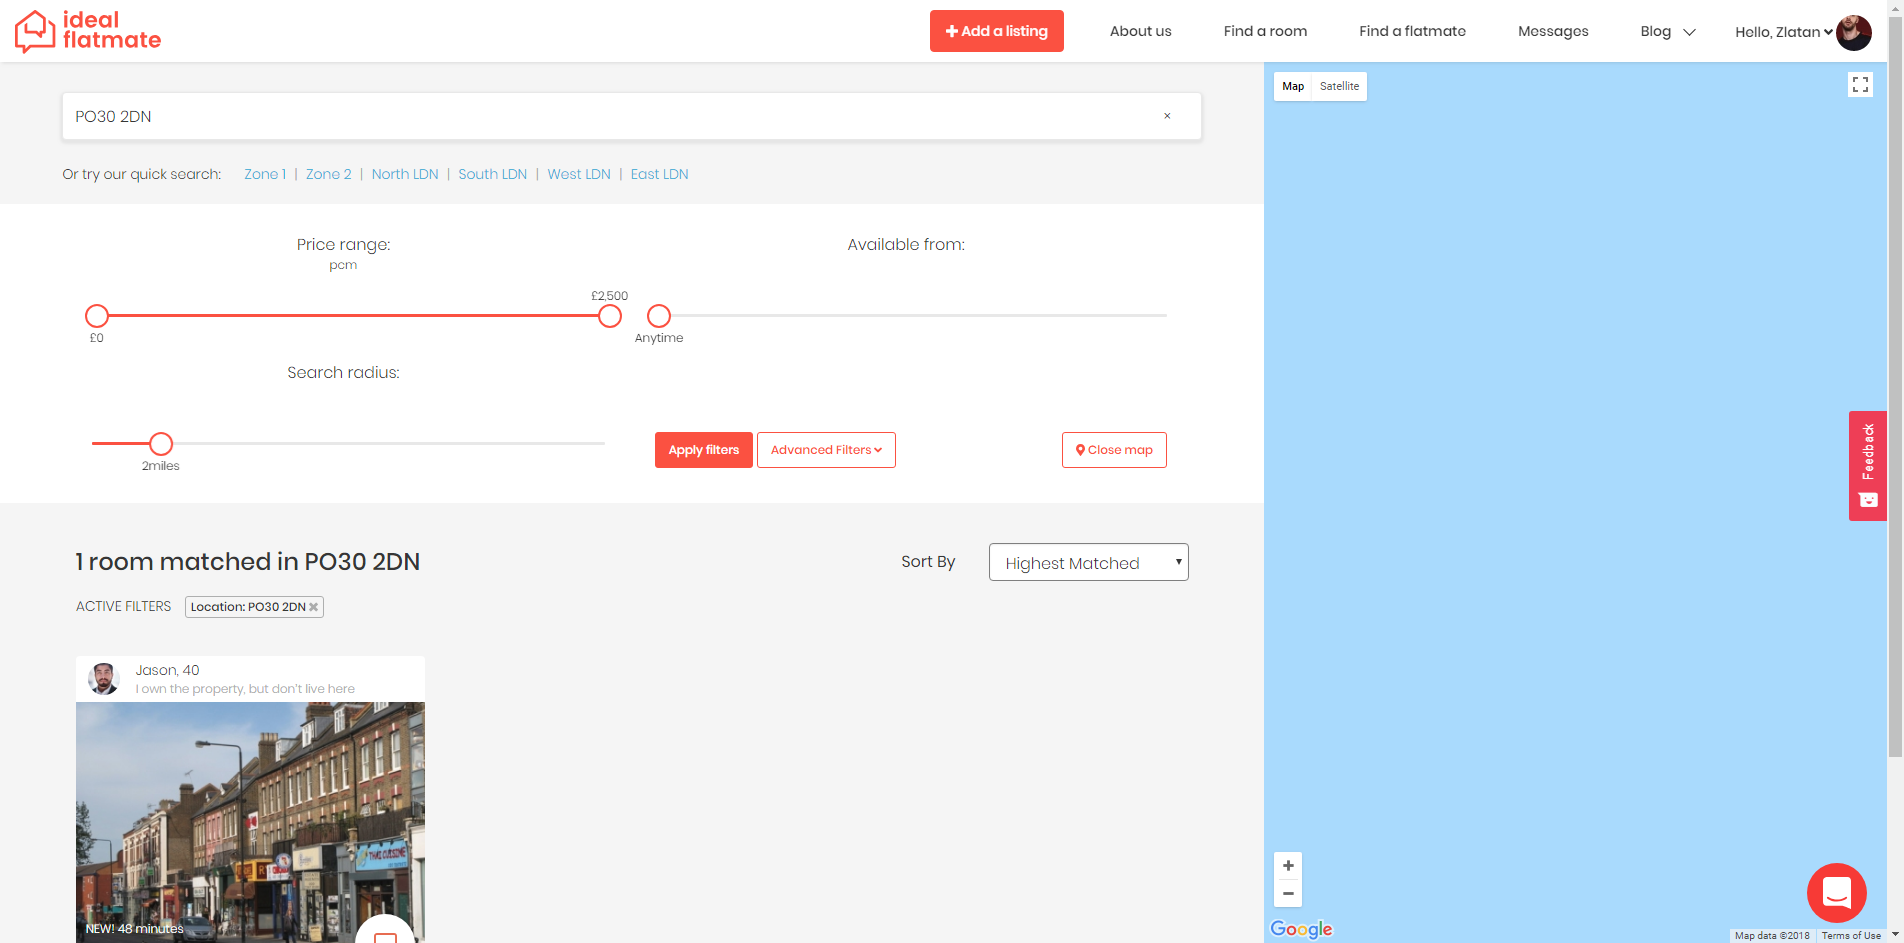 ideal
flatmate
Add a listing
About us
Find a room
Find a flatmate
Messages
Blog
Hello, Zlatan
PO30 2DN
×
Or try our quick search: Zone 1 | Zone 2 | North LDN | South LDN | West LDN | East LDN
Map
Satellite
Price range:
pcm
£2,500
£0
Available from:
Anytime
Search radius:
2miles
Apply filters
Advanced Filters
Close map
Feedback
1 room matched in PO30 2DN
Sort By
Highest Matched
ACTIVE FILTERS
Location: PO30 2DN
Jason, 40
I own the property, but don't live here
THAI CUISINE
NEW! 48 minutes
+
−
Google
Map data ©2018
Terms of Use